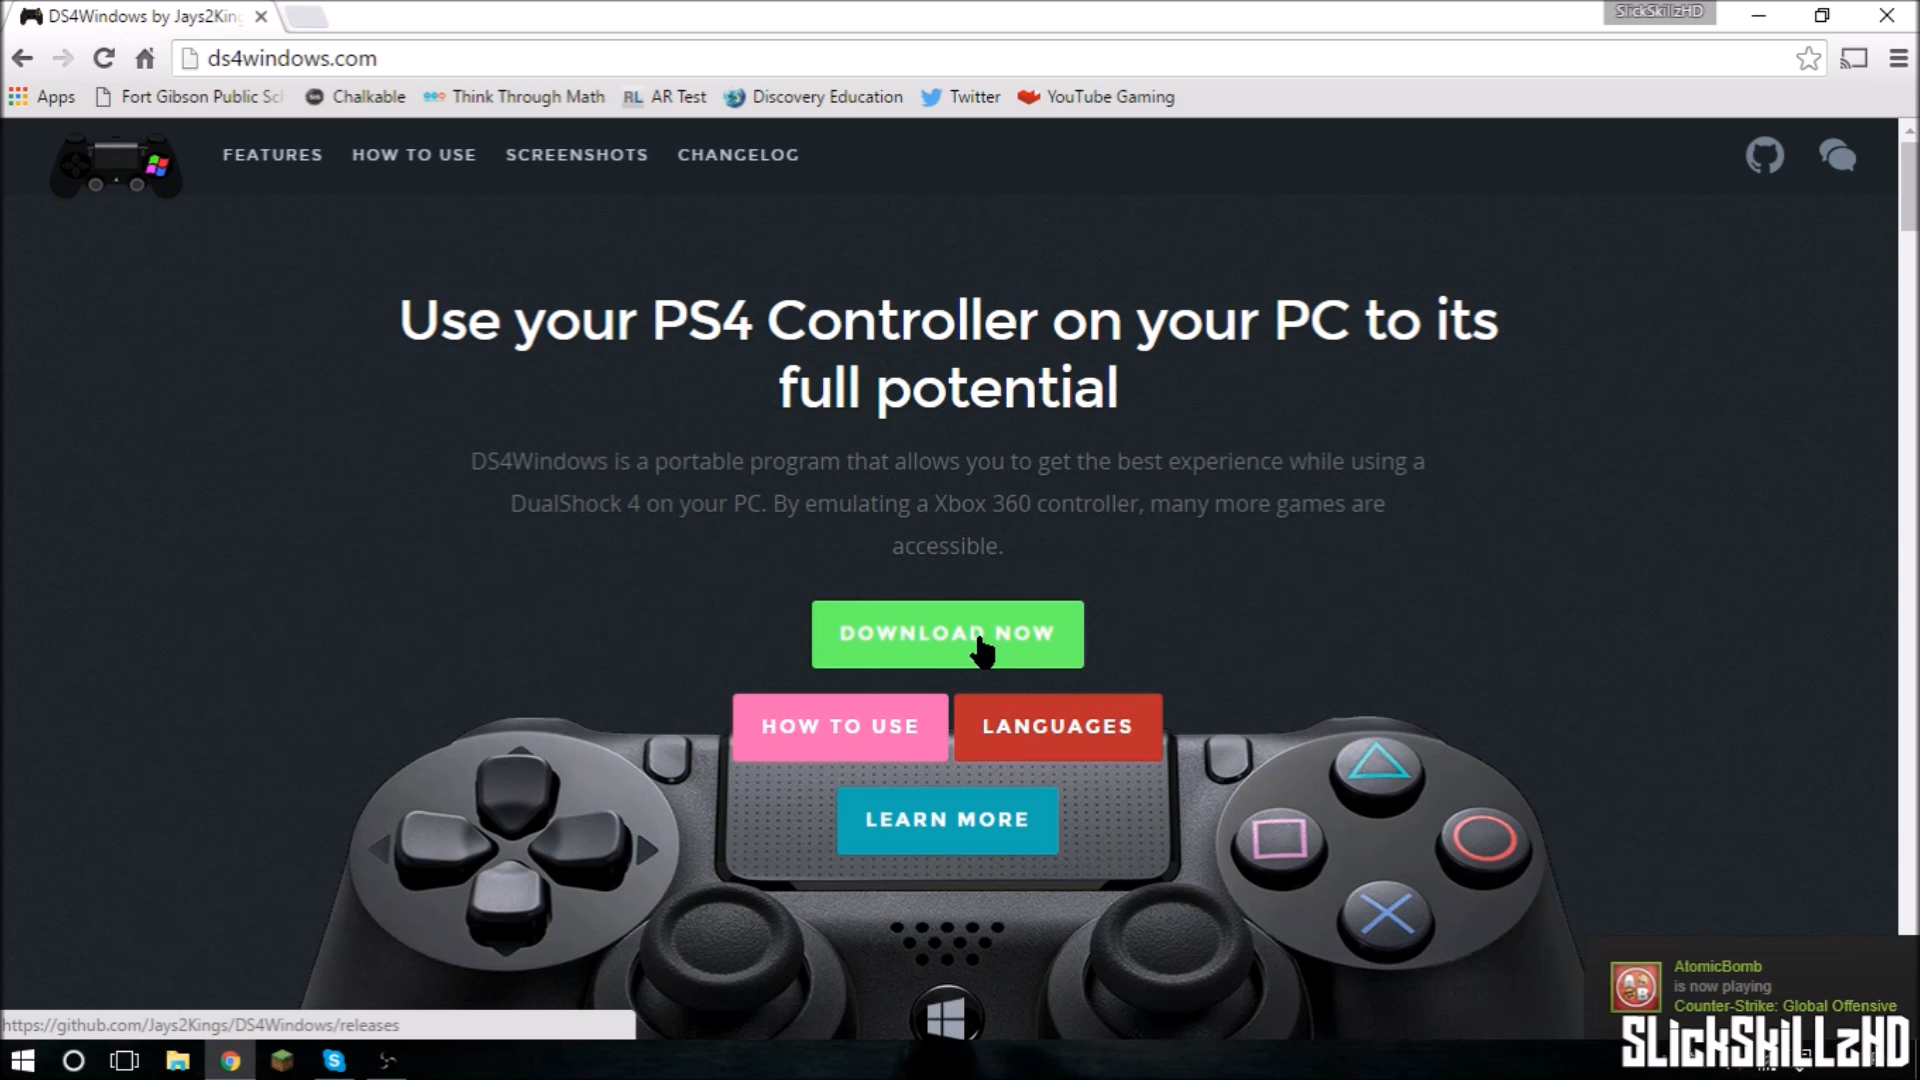 DS4Windows by Jays2King
SlickSkillzHD
ds4windows.com
Apps
Fort Gibson Public Sc
Chalkable
Think Through Math
RL AR Test
Discovery Education
Twitter
YouTube Gaming
FEATURES
HOW TO USE
SCREENSHOTS
CHANGELOG
Use your PS4 Controller on your PC to its
full potential
DS4Windows is a portable program that allows you to get the best experience while using a
DualShock 4 on your PC. By emulating a Xbox 360 controller, many more games are
accessible.
DOWNLOAD NOW
HOW TO USE
LANGUAGES
LEARN MORE
AtomicBomb
is now playing
Counter-Strike: Global Offensive
https://github.com/Jays2Kings/DS4Windows/releases
SLickSkiLLzHD